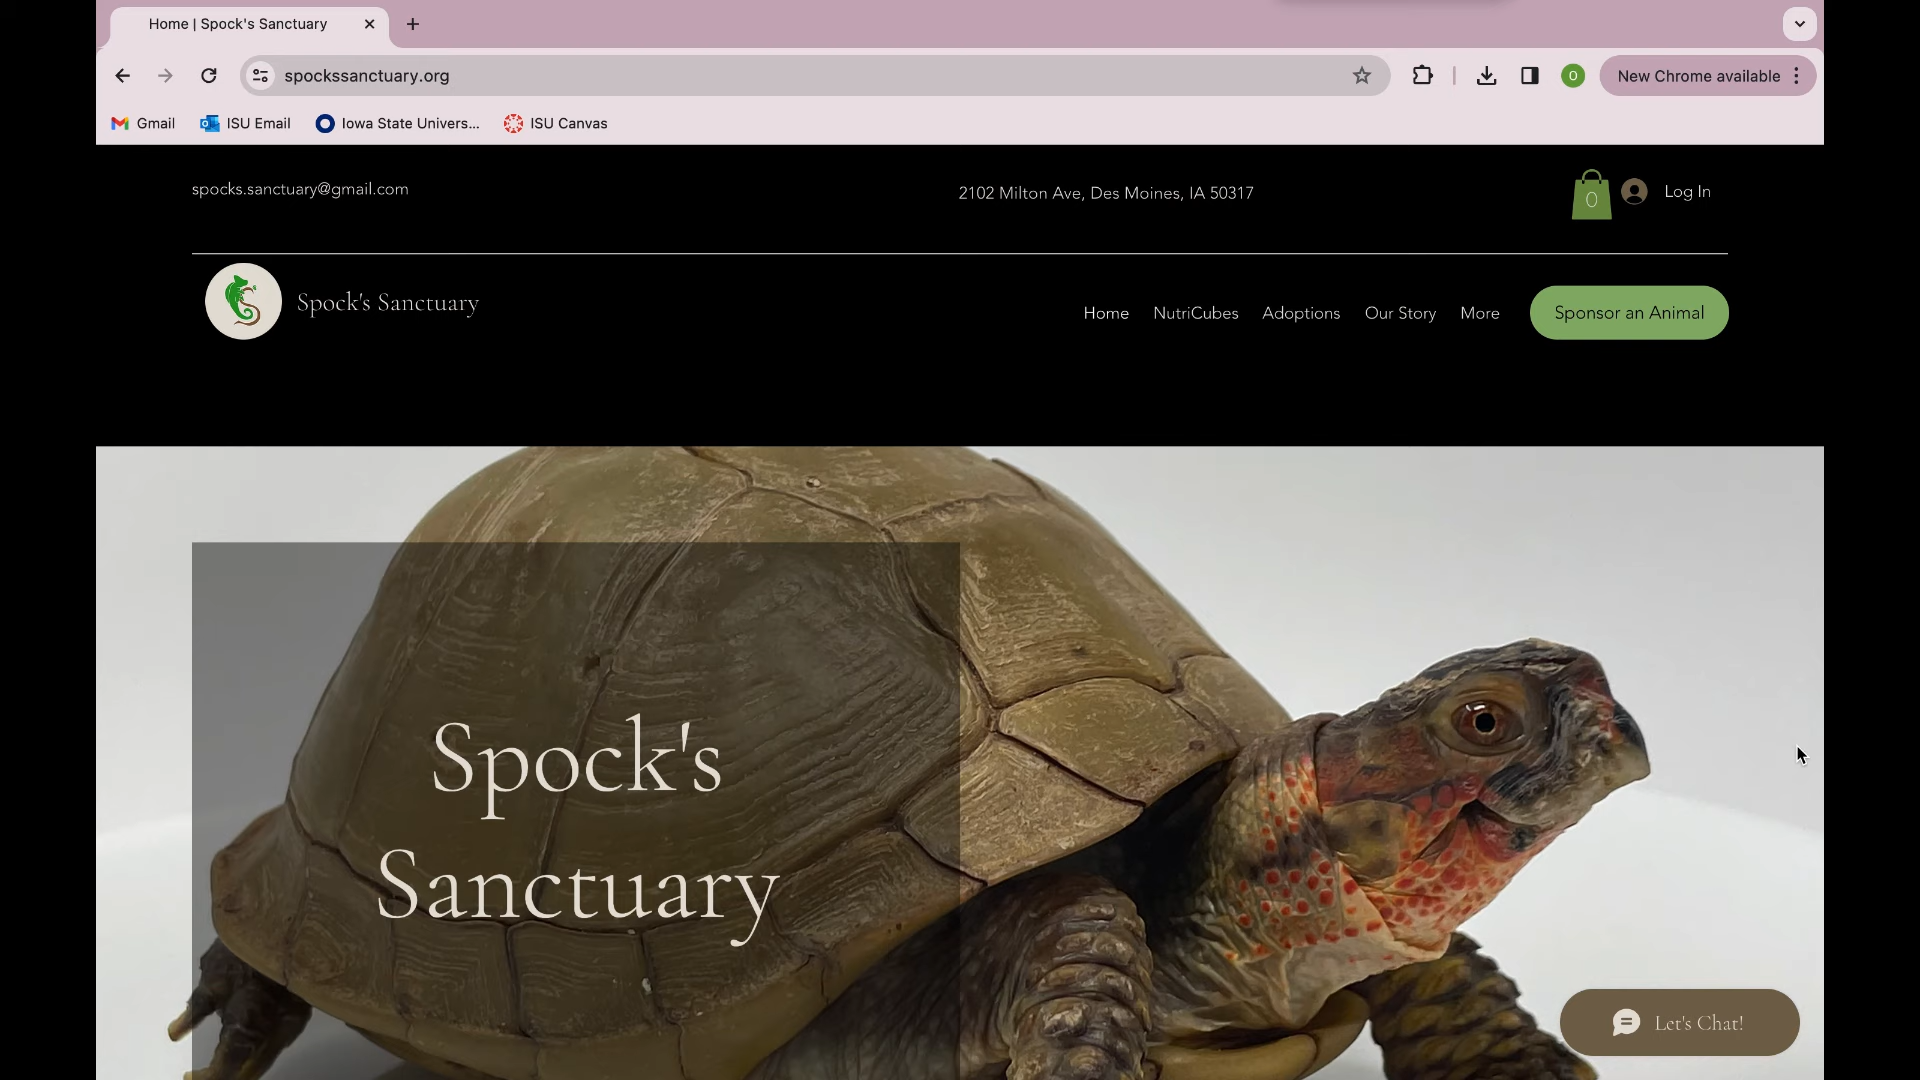 Home | Spock's Sanctuary
spockssanctuary.org
O
New Chrome available
Gmail
ISU Email
Iowa State Univers...
ISU Canvas
spocks.sanctuary@gmail.com
2102 Milton Ave, Des Moines, IA 50317
0
Log In
Spock's Sanctuary
Home
NutriCubes
Adoptions
Our Story
More
Sponsor an Animal
Spock's
Sanctuary
Let's Chat!